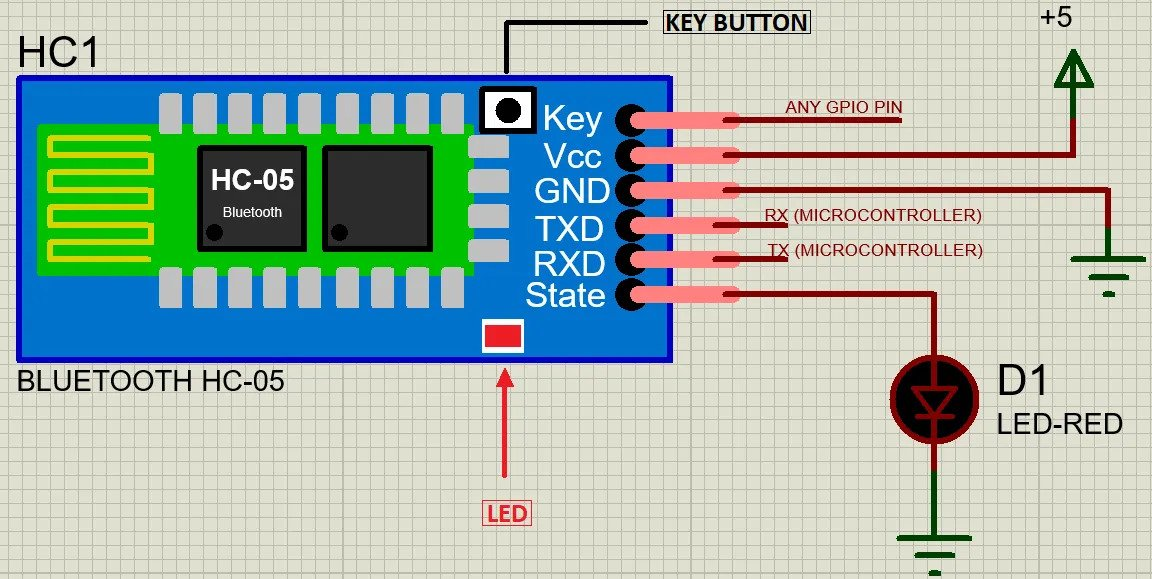 KEY BUTTON
+5
HC1
ANY GPIO PIN
Key
Vcc
HC-05
GND
Bluetooth
TXD
RX (MICROCONTROLLER)
RXD
TX (MICROCONTROLLER)
State
BLUETOOTH HC-05
D1
LED-RED
LED